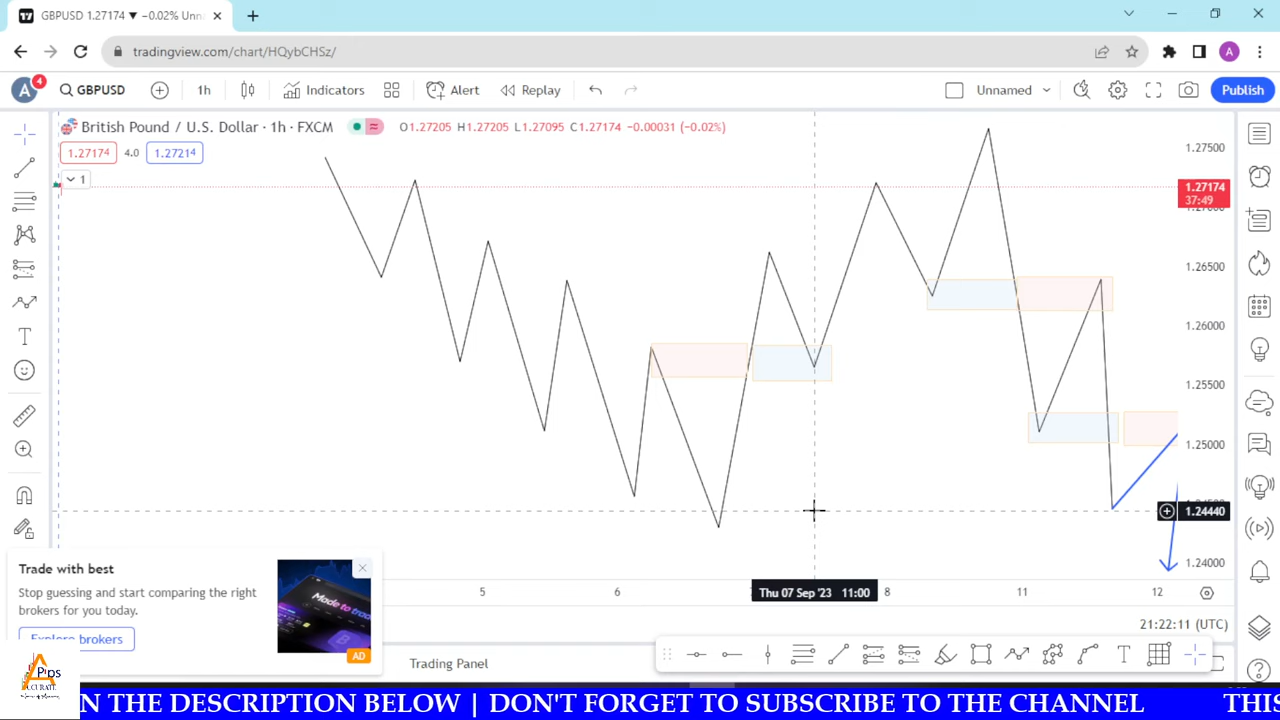 GBPUSD 1.27174 ▼ −0.02% Unn
tradingview.com/chart/HQybCHSz/
A
A
4
GBPUSD
1h
Indicators
Alert
Replay
Unnamed
Publish
British Pound / U.S. Dollar · 1h · FXCM
O1.27205 H1.27205 L1.27095 C1.27174 −0.00031 (−0.02%)
1.27174
4.0
1.27214
1
1.27500
1.27174
37:49
1.26500
1.26000
1.25500
1.25000
1.24440
1.24000
Trade with best
Stop guessing and start comparing the right
brokers for you today.
Explore brokers
AD
5
6
Thu 07 Sep '23 11:00
8
11
12
21:22:11 (UTC)
Trading Panel
Pips
ACCURATE
N THE DESCRIPTION BELOW | DON'T FORGET TO SUBSCRIBE TO THE CHANNEL
THIS